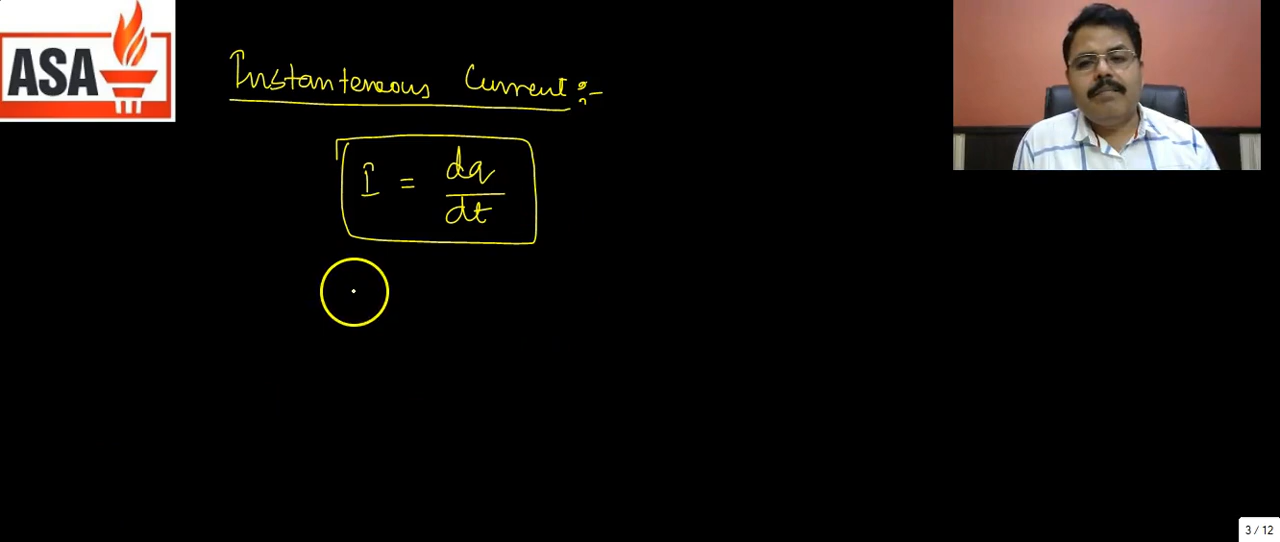 ASA
Instanteneous Current :-
I = dq/dt
3 / 12